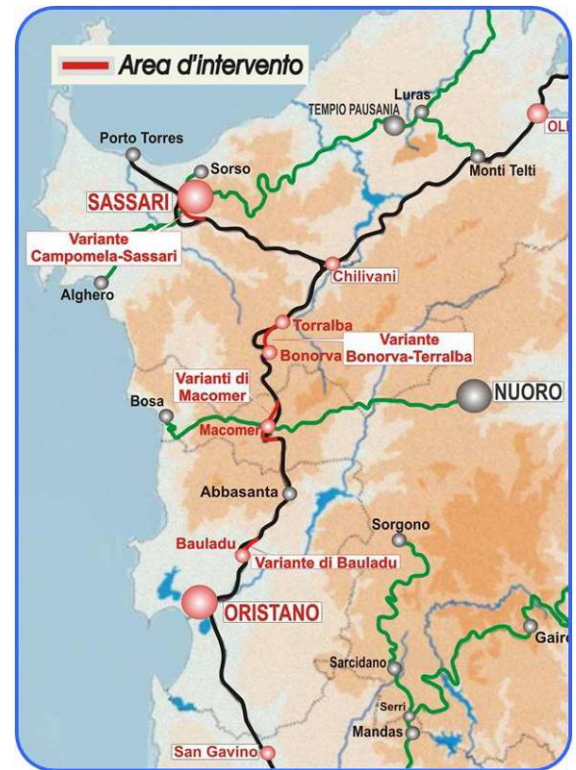 Area d'intervento
Luras
TEMPIO PAUSANIA
OLI
Porto Torres
Sorso
Monti Telti
SASSARI
Variante
Campomela-Sassari
Chilivani
Alghero
Torralba
Variante
Bonorva-Terralba
Bonorva
Varianti di
Macomer
NUORO
Bosa
Macomer
Abbasanta
Sorgono
Bauladu
Variante di Bauladu
ORISTANO
Gairo
Sarcidano
Serri
Mandas
San Gavino